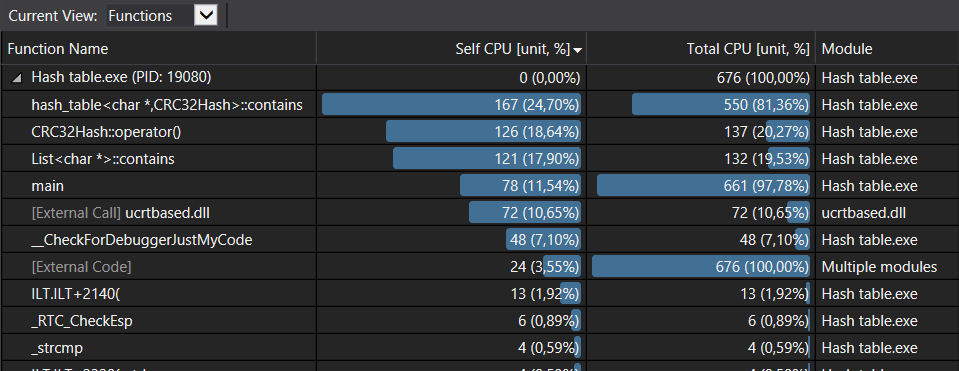 Current View: Functions
Function Name Self CPU [unit, %] Total CPU [unit, %] Module
Hash table.exe (PID: 19080) 0 (0,00%) 676 (100,00%) Hash table.exe
hash_table<char *,CRC32Hash>::contains 167 (24,70%) 550 (81,36%) Hash table.exe
CRC32Hash::operator() 126 (18,64%) 137 (20,27%) Hash table.exe
List<char *>::contains 121 (17,90%) 132 (19,53%) Hash table.exe
main 78 (11,54%) 661 (97,78%) Hash table.exe
[External Call] ucrtbased.dll 72 (10,65%) 72 (10,65%) ucrtbased.dll
__CheckForDebuggerJustMyCode 48 (7,10%) 48 (7,10%) Hash table.exe
[External Code] 24 (3,55%) 676 (100,00%) Multiple modules
ILT.ILT+2140( 13 (1,92%) 13 (1,92%) Hash table.exe
_RTC_CheckEsp 6 (0,89%) 6 (0,89%) Hash table.exe
_strcmp 4 (0,59%) 4 (0,59%) Hash table.exe